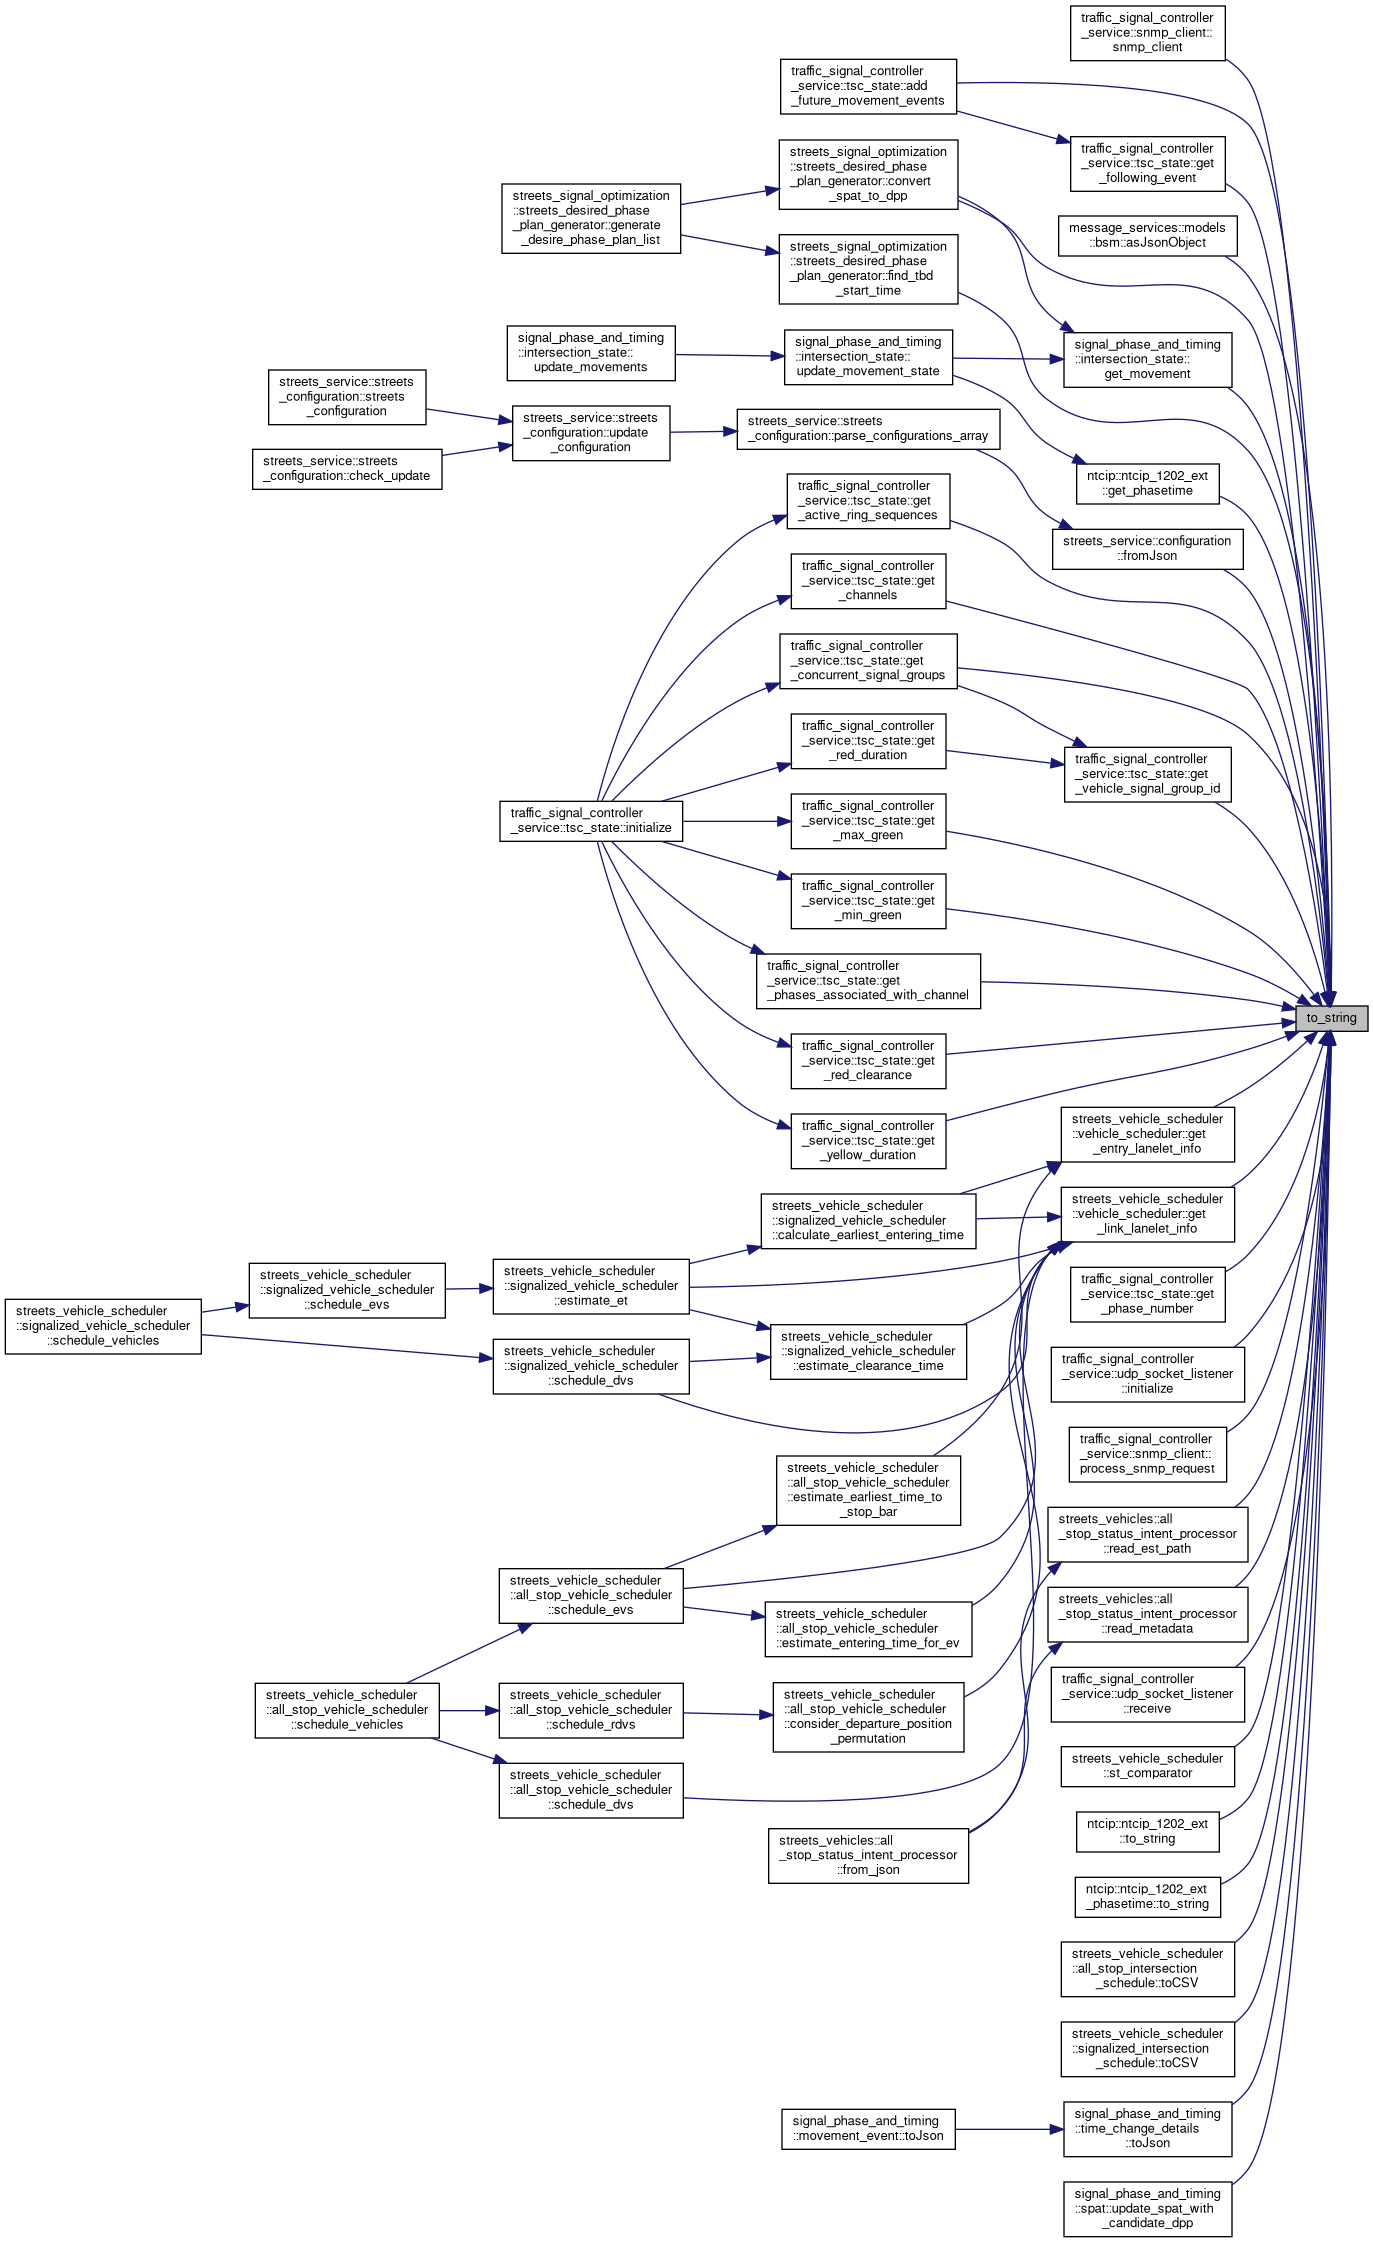 traffic_signal_controller
_service::snmp_client::
snmp_client
traffic_signal_controller
_service::tsc_state::add
_future_movement_events
traffic_signal_controller
_service::tsc_state::get
_following_event
streets_signal_optimization
::streets_desired_phase
_plan_generator::convert
_spat_to_dpp
streets_signal_optimization
::streets_desired_phase
_plan_generator::generate
_desire_phase_plan_list
message_services::models
::bsm::asJsonObject
streets_signal_optimization
::streets_desired_phase
_plan_generator::find_tbd
_start_time
signal_phase_and_timing
::intersection_state::
update_movements
signal_phase_and_timing
::intersection_state::
update_movement_state
signal_phase_and_timing
::intersection_state::
get_movement
streets_service::streets
_configuration::streets
_configuration
streets_service::streets
_configuration::update
_configuration
streets_service::streets
_configuration::parse_configurations_array
streets_service::streets
_configuration::check_update
ntcip::ntcip_1202_ext
::get_phasetime
traffic_signal_controller
_service::tsc_state::get
_active_ring_sequences
streets_service::configuration
::fromJson
traffic_signal_controller
_service::tsc_state::get
_channels
traffic_signal_controller
_service::tsc_state::get
_concurrent_signal_groups
traffic_signal_controller
_service::tsc_state::get
_red_duration
traffic_signal_controller
_service::tsc_state::get
_vehicle_signal_group_id
traffic_signal_controller
_service::tsc_state::initialize
traffic_signal_controller
_service::tsc_state::get
_max_green
traffic_signal_controller
_service::tsc_state::get
_min_green
traffic_signal_controller
_service::tsc_state::get
_phases_associated_with_channel
to_string
traffic_signal_controller
_service::tsc_state::get
_red_clearance
traffic_signal_controller
_service::tsc_state::get
_yellow_duration
streets_vehicle_scheduler
::vehicle_scheduler::get
_entry_lanelet_info
streets_vehicle_scheduler
::signalized_vehicle_scheduler
::calculate_earliest_entering_time
streets_vehicle_scheduler
::vehicle_scheduler::get
_link_lanelet_info
streets_vehicle_scheduler
::signalized_vehicle_scheduler
::schedule_evs
streets_vehicle_scheduler
::signalized_vehicle_scheduler
::estimate_et
traffic_signal_controller
_service::tsc_state::get
_phase_number
streets_vehicle_scheduler
::signalized_vehicle_scheduler
::schedule_vehicles
streets_vehicle_scheduler
::signalized_vehicle_scheduler
::estimate_clearance_time
streets_vehicle_scheduler
::signalized_vehicle_scheduler
::schedule_dvs
traffic_signal_controller
_service::udp_socket_listener
::initialize
traffic_signal_controller
_service::snmp_client::
process_snmp_request
streets_vehicle_scheduler
::all_stop_vehicle_scheduler
::estimate_earliest_time_to
_stop_bar
streets_vehicles::all
_stop_status_intent_processor
::read_est_path
streets_vehicle_scheduler
::all_stop_vehicle_scheduler
::schedule_evs
streets_vehicle_scheduler
::all_stop_vehicle_scheduler
::estimate_entering_time_for_ev
streets_vehicles::all
_stop_status_intent_processor
::read_metadata
streets_vehicle_scheduler
::all_stop_vehicle_scheduler
::schedule_vehicles
streets_vehicle_scheduler
::all_stop_vehicle_scheduler
::schedule_rdvs
streets_vehicle_scheduler
::all_stop_vehicle_scheduler
::consider_departure_position
_permutation
traffic_signal_controller
_service::udp_socket_listener
::receive
streets_vehicle_scheduler
::all_stop_vehicle_scheduler
::schedule_dvs
streets_vehicle_scheduler
::st_comparator
streets_vehicles::all
_stop_status_intent_processor
::from_json
ntcip::ntcip_1202_ext
::to_string
ntcip::ntcip_1202_ext
_phasetime::to_string
streets_vehicle_scheduler
::all_stop_intersection
_schedule::toCSV
streets_vehicle_scheduler
::signalized_intersection
_schedule::toCSV
signal_phase_and_timing
::movement_event::toJson
signal_phase_and_timing
::time_change_details
::toJson
signal_phase_and_timing
::spat::update_spat_with
_candidate_dpp